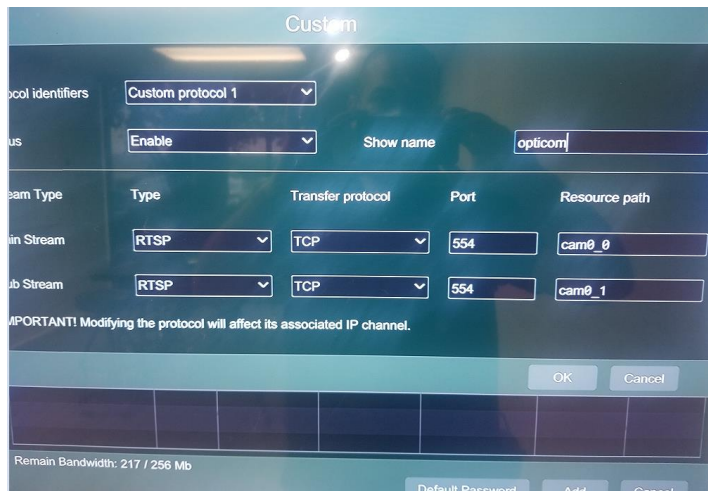 Custom
ocol identifiers Custom protocol 1
us Enable Show name opticom
eam Type Type Transfer protocol Port Resource path
in Stream RTSP TCP 554 cam0_0
ub Stream RTSP TCP 554 cam0_1
MPORTANT! Modifying the protocol will affect its associated IP channel.
OK Cancel
Remain Bandwidth: 217 / 256 Mb
Default Password Add Cancel